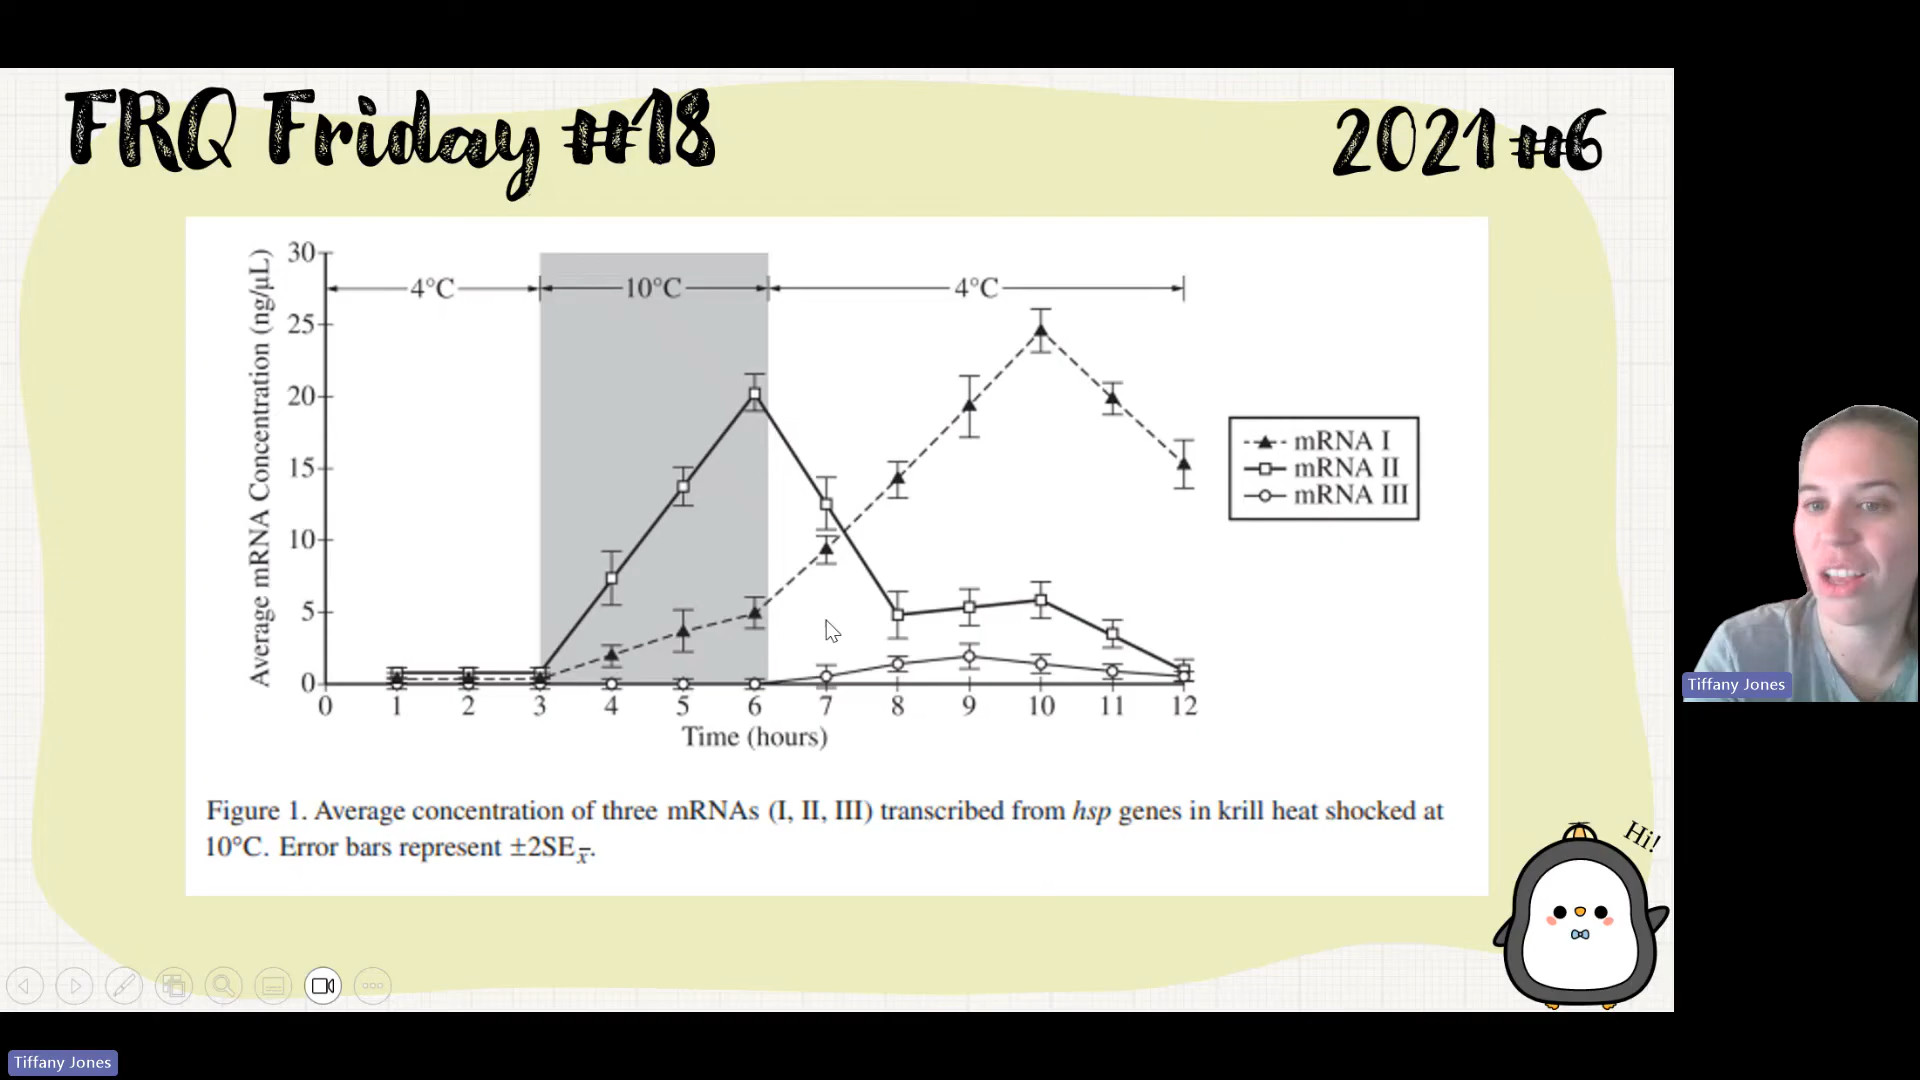 FRQ Friday #18
2021 #6
Average mRNA Concentration (ng/μL)
30
25
20
15
10
5
0
4°C
10°C
4°C
mRNA I
mRNA II
mRNA III
0 1 2 3 4 5 6 7 8 9 10 11 12
Time (hours)
Figure 1. Average concentration of three mRNAs (I, II, III) transcribed from hsp genes in krill heat shocked at
10°C. Error bars represent ±2SE x̄.
Hi!
Tiffany Jones
Tiffany Jones